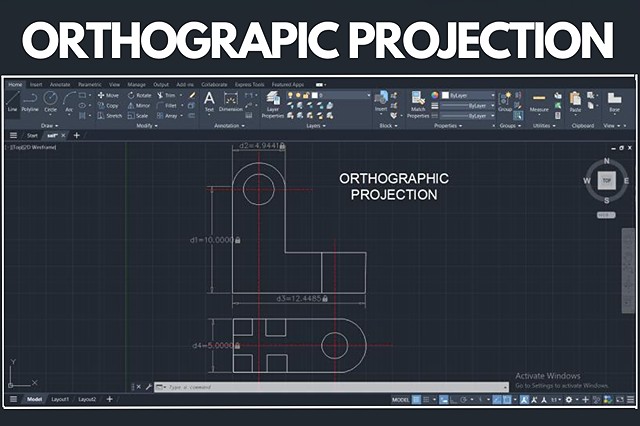 ORTHOGRAPIC PROJECTION
Home Insert Annotate Parametric View Manage Output Add-ins Collaborate Express Tools Featured Apps
Line Polyline Circle Arc
Move Rotate Trim
Copy Mirror Fillet
Stretch Scale Array
Text Dimension
Layer Properties
Insert
Match Properties
ByLayer
ByLayer
ByLayer
Group
Measure
Paste
Base
Draw Modify Annotation Layers Block Properties Groups Utilities Clipboard View
Start
[-][Top][2D Wireframe]
d2=4.9441
ORTHOGRAPHIC
PROJECTION
N
W TOP E
S
d1=10.0000
d3=12.4485
d4=5.0000
Y
X
Activate Windows
Go to Settings to activate Windows.
Type a command
Model Layout1 Layout2 +
MODEL
1:1